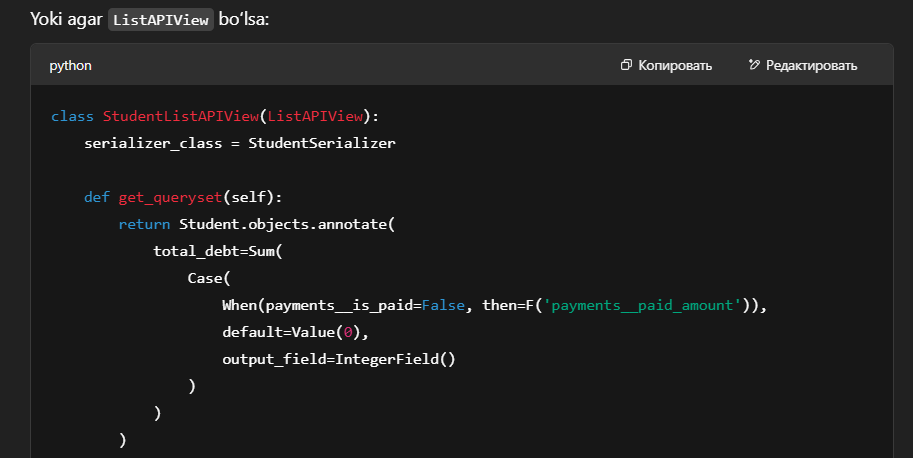 Yoki agar ListAPIView bo‘lsa:
python
Копировать
Редактировать
class StudentListAPIView(ListAPIView):
    serializer_class = StudentSerializer
    def get_queryset(self):
        return Student.objects.annotate(
            total_debt=Sum(
                Case(
                    When(payments__is_paid=False, then=F('payments__paid_amount')),
                    default=Value(0),
                    output_field=IntegerField()
                )
            )
        )